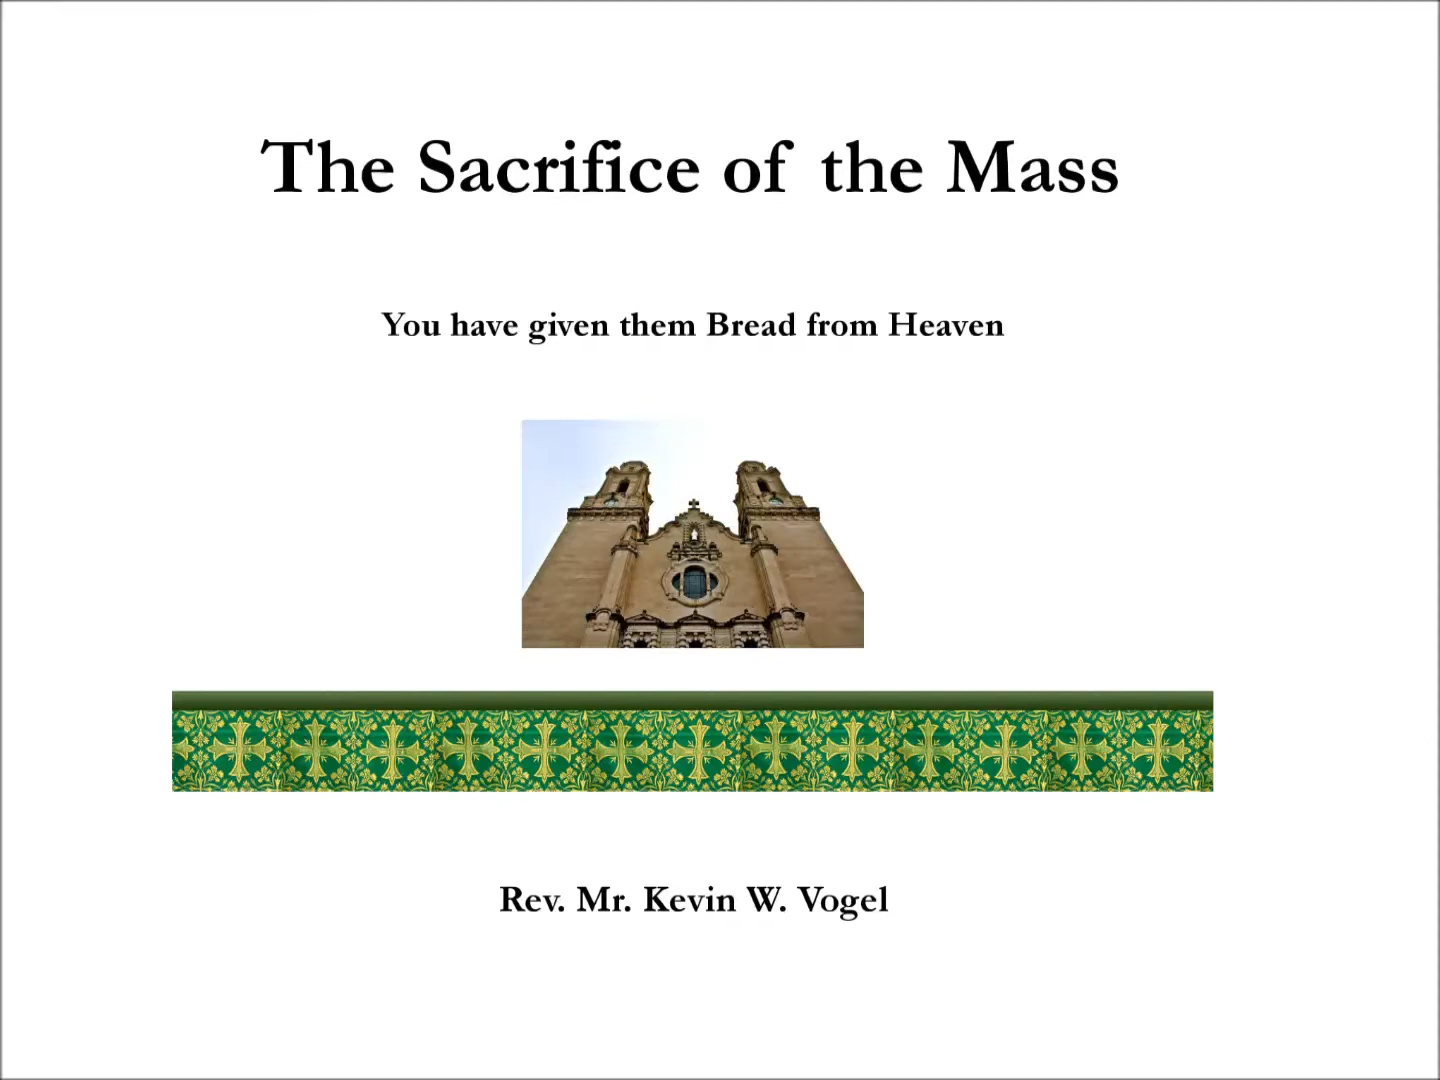 The Sacrifice of the Mass
You have given them Bread from Heaven
Rev. Mr. Kevin W. Vogel